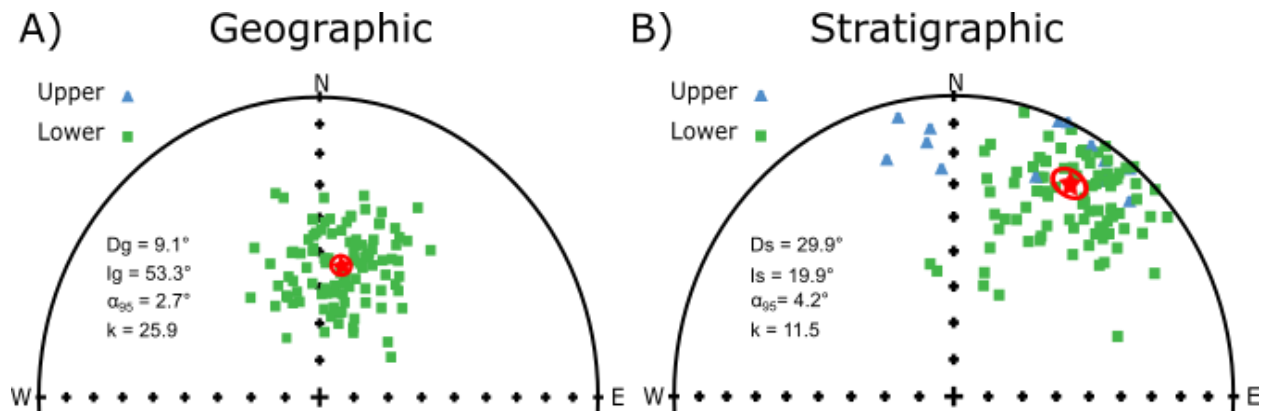 A) Geographic
Upper
Lower
N
Dg = 9.1°
Ig = 53.3°
α95 = 2.7°
k = 25.9
W
E
B) Stratigraphic
Upper
Lower
N
Ds = 29.9°
Is = 19.9°
α95= 4.2°
k = 11.5
W
E